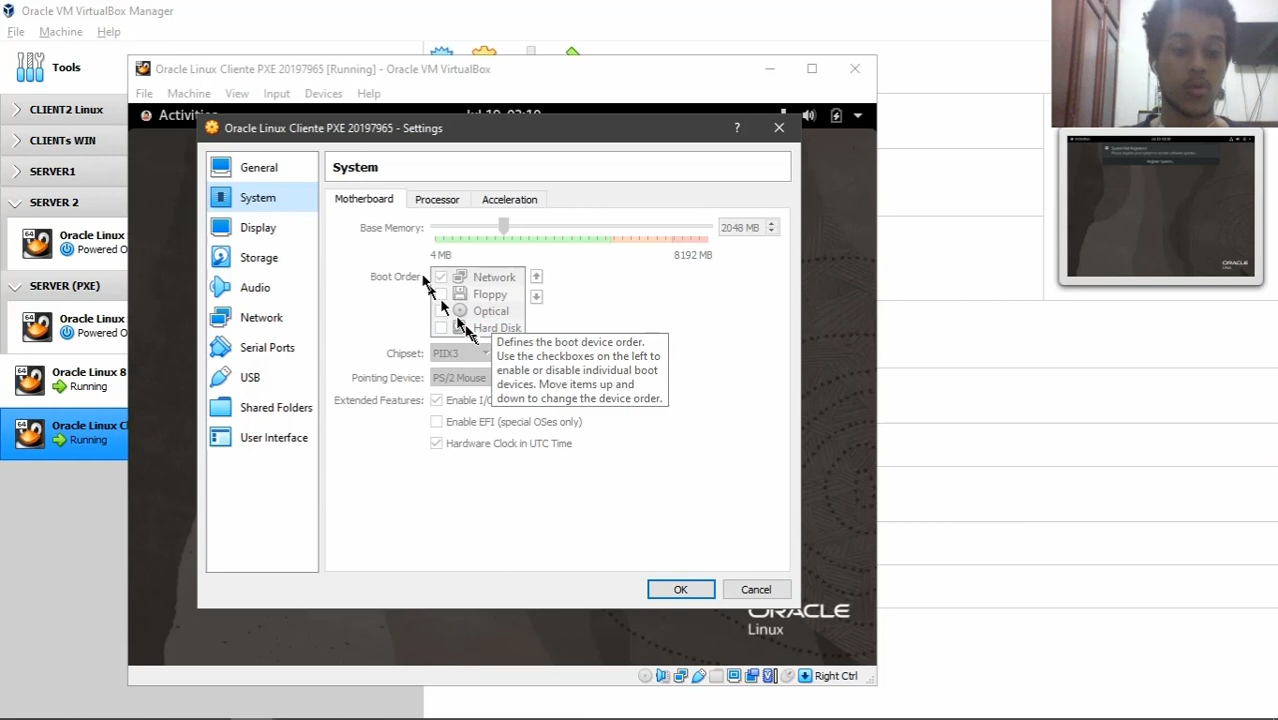 Oracle VM VirtualBox Manager
File Machine Help
Tools
CLIENT2 Linux
CLIENTs WIN
SERVER1
SERVER 2
Oracle Linux
Powered O
SERVER (PXE)
Oracle Linux
Powered O
Oracle Linux 8
Running
Oracle Linux Cl
Running
Oracle Linux Cliente PXE 20197965 [Running] - Oracle VM VirtualBox
File Machine View Input Devices Help
Activities
Oracle Linux Cliente PXE 20197965 - Settings
?
General
System
Display
Storage
Audio
Network
Serial Ports
USB
Shared Folders
User Interface
System
Motherboard Processor Acceleration
Base Memory: 2048 MB
4 MB 8192 MB
Boot Order: Network
Floppy
Optical
Hard Disk
Defines the boot device order.
Use the checkboxes on the left to
enable or disable individual boot
devices. Move items up and
down to change the device order.
Chipset: PIIX3
Pointing Device: PS/2 Mouse
Extended Features: Enable I/O
Enable EFI (special OSes only)
Hardware Clock in UTC Time
OK Cancel
ORACLE
Linux
Right Ctrl
ORACLE